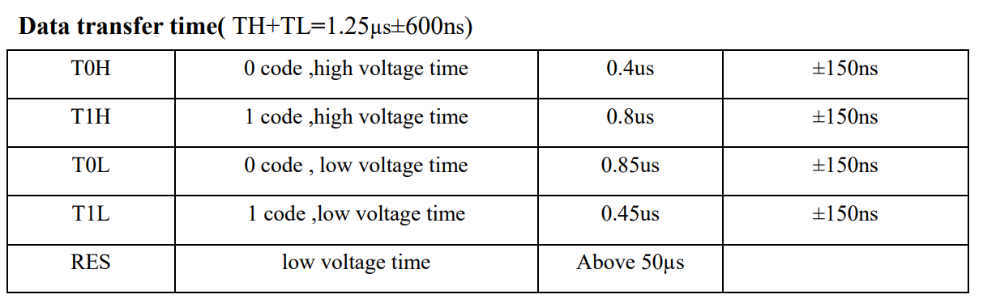 Data transfer time( TH+TL=1.25µs±600ns)
T0H 0 code ,high voltage time 0.4us ±150ns
T1H 1 code ,high voltage time 0.8us ±150ns
T0L 0 code , low voltage time 0.85us ±150ns
T1L 1 code ,low voltage time 0.45us ±150ns
RES low voltage time Above 50µs